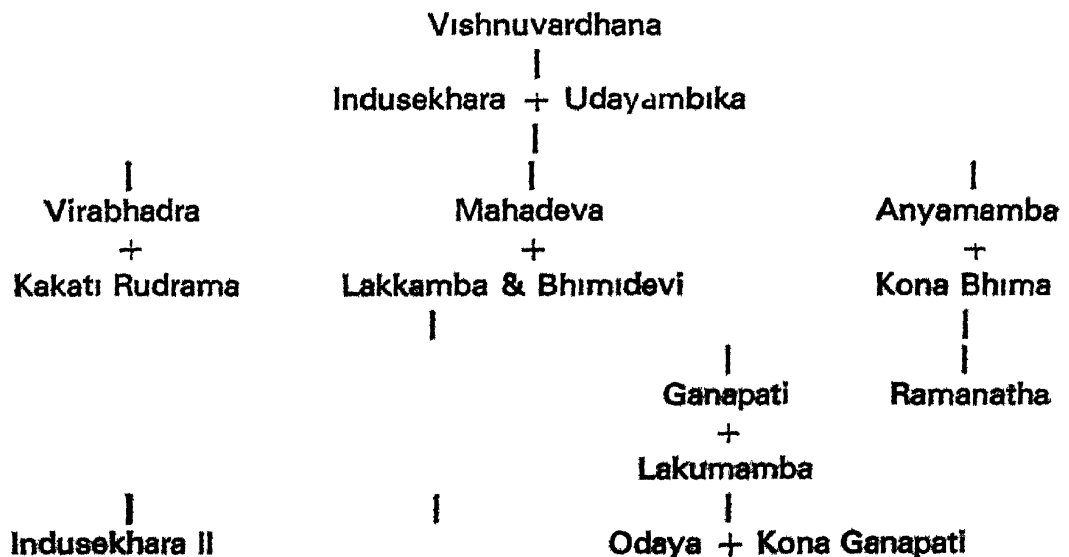 Vishnuvardhana
Indusekhara + Udayambika
Virabhadra Mahadeva Anyamamba
+ + +
Kakati Rudrama Lakkamba & Bhimidevi Kona Bhima
Ganapati Ramanatha
+
Lakumamba
Indusekhara II Odaya + Kona Ganapati